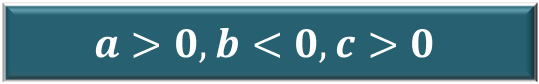 a > 0, b < 0, c > 0